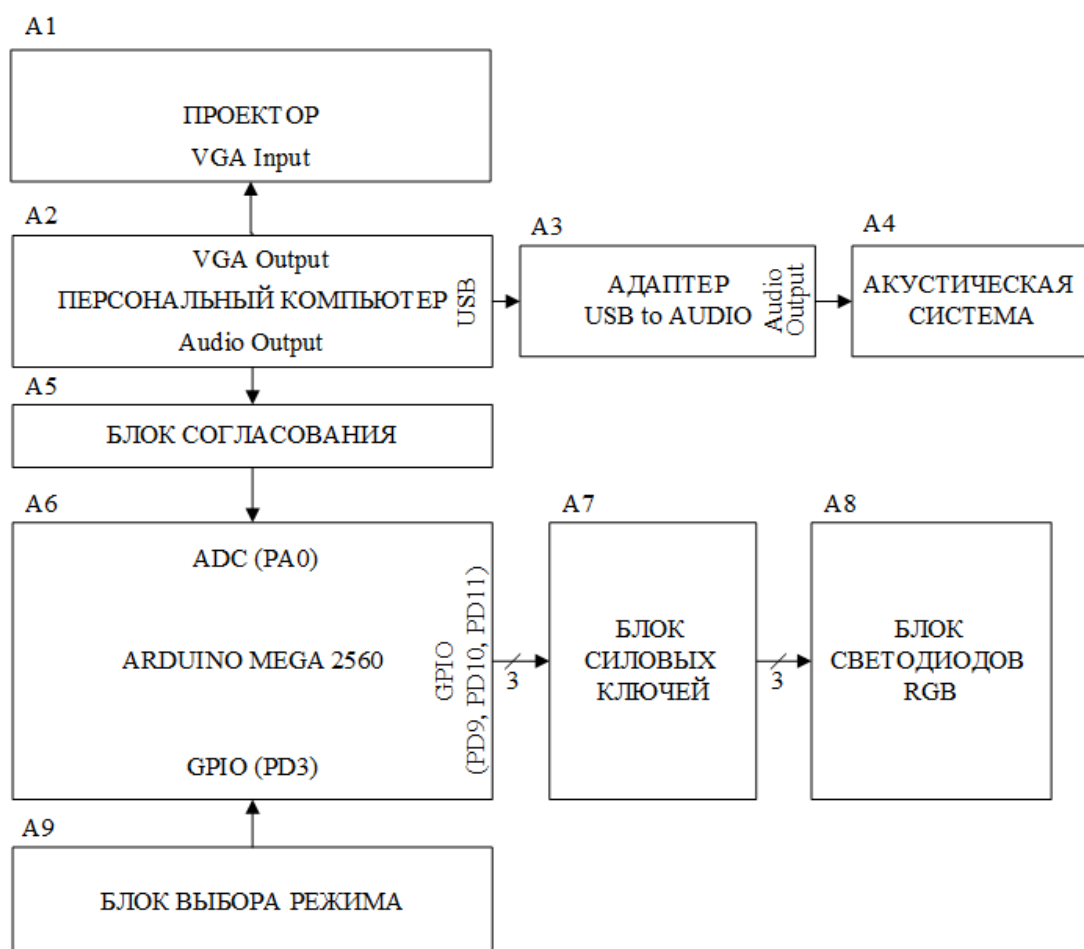 A1
ПРОЕКТОР
VGA Input
A2
VGA Output
ПЕРСОНАЛЬНЫЙ КОМПЬЮТЕР
Audio Output
USB
A3
АДАПТЕР
USB to AUDIO
Audio
Output
A4
АКУСТИЧЕСКАЯ
СИСТЕМА
A5
БЛОК СОГЛАСОВАНИЯ
A6
ADC (PA0)
ARDUINO MEGA 2560
GPIO (PD3)
GPIO
(PD9, PD10, PD11)
3
A7
БЛОК
СИЛОВЫХ
КЛЮЧЕЙ
3
A8
БЛОК
СВЕТОДИОДОВ
RGB
A9
БЛОК ВЫБОРА РЕЖИМА